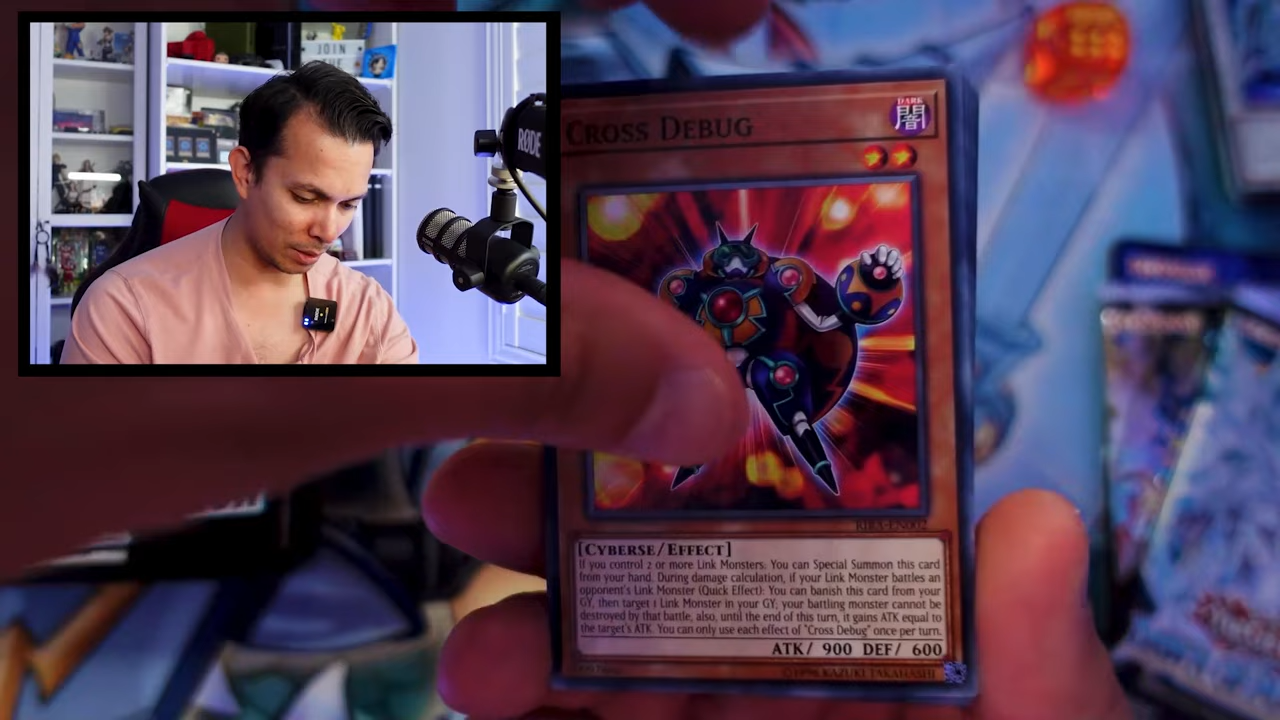 JOIN
RØDE
CROSS DEBUG
DARK
闇
RIRA-EN002
[CYBERSE/EFFECT]
If you control 2 or more Link Monsters: You can Special Summon this card
from your hand. During damage calculation, if your Link Monster battles an
opponent's Link Monster (Quick Effect): You can banish this card from your
GY, then target 1 Link Monster in your GY; your battling monster cannot be
destroyed by that battle, also, until the end of this turn, it gains ATK equal to
the target's ATK. You can only use each effect of "Cross Debug" once per turn.
ATK/ 900 DEF/ 600
©1996 KAZUKI TAKAHASHI